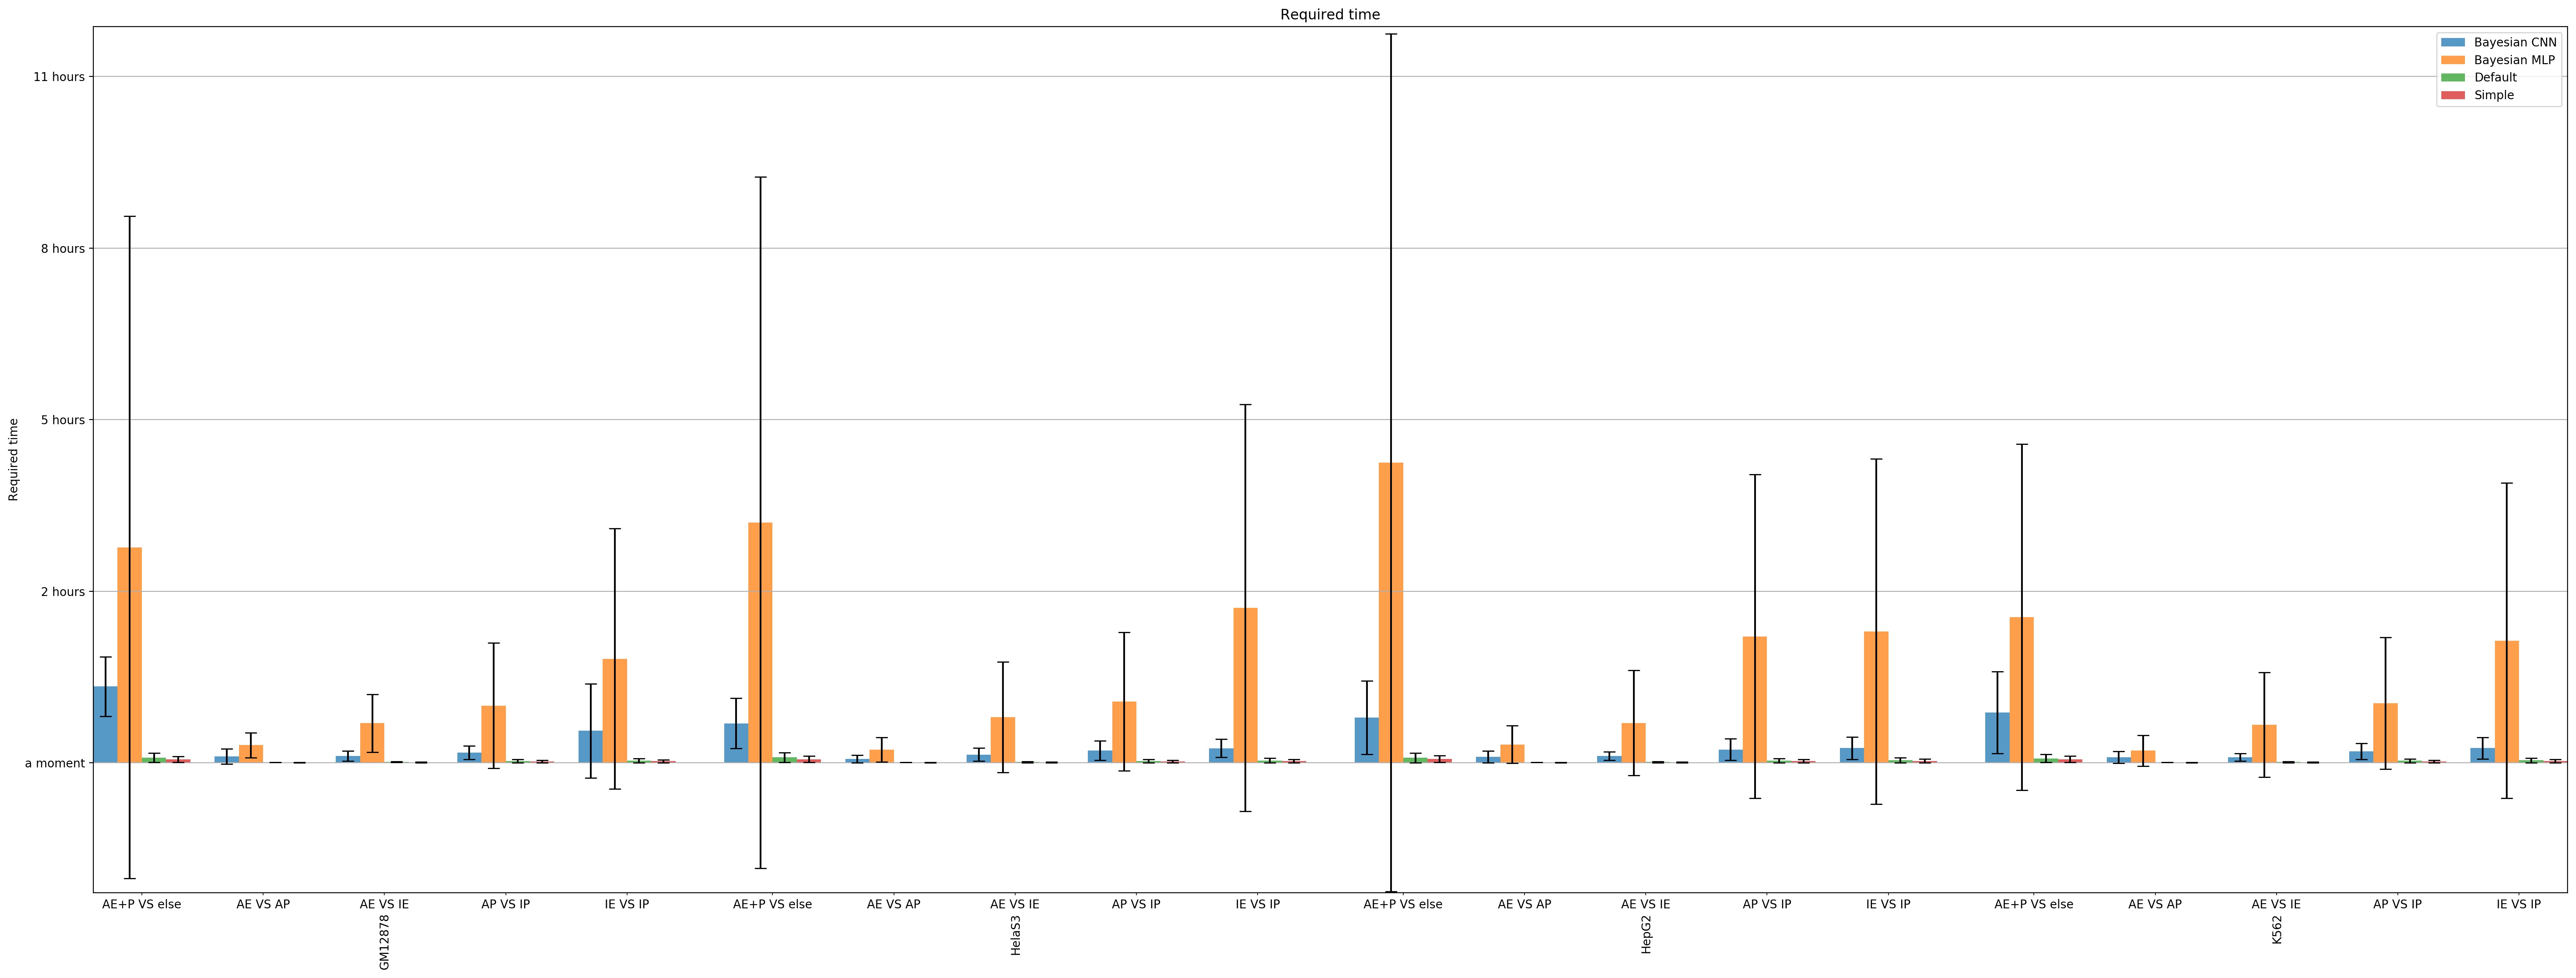 Required time
11 hours
8 hours
5 hours
2 hours
a moment
Required time
Bayesian CNN
Bayesian MLP
Default
Simple
AE+P VS else AE VS AP AE VS IE AP VS IP IE VS IP AE+P VS else AE VS AP AE VS IE AP VS IP IE VS IP AE+P VS else AE VS AP AE VS IE AP VS IP IE VS IP AE+P VS else AE VS AP AE VS IE AP VS IP IE VS IP
GM12878 HelaS3 HepG2 K562